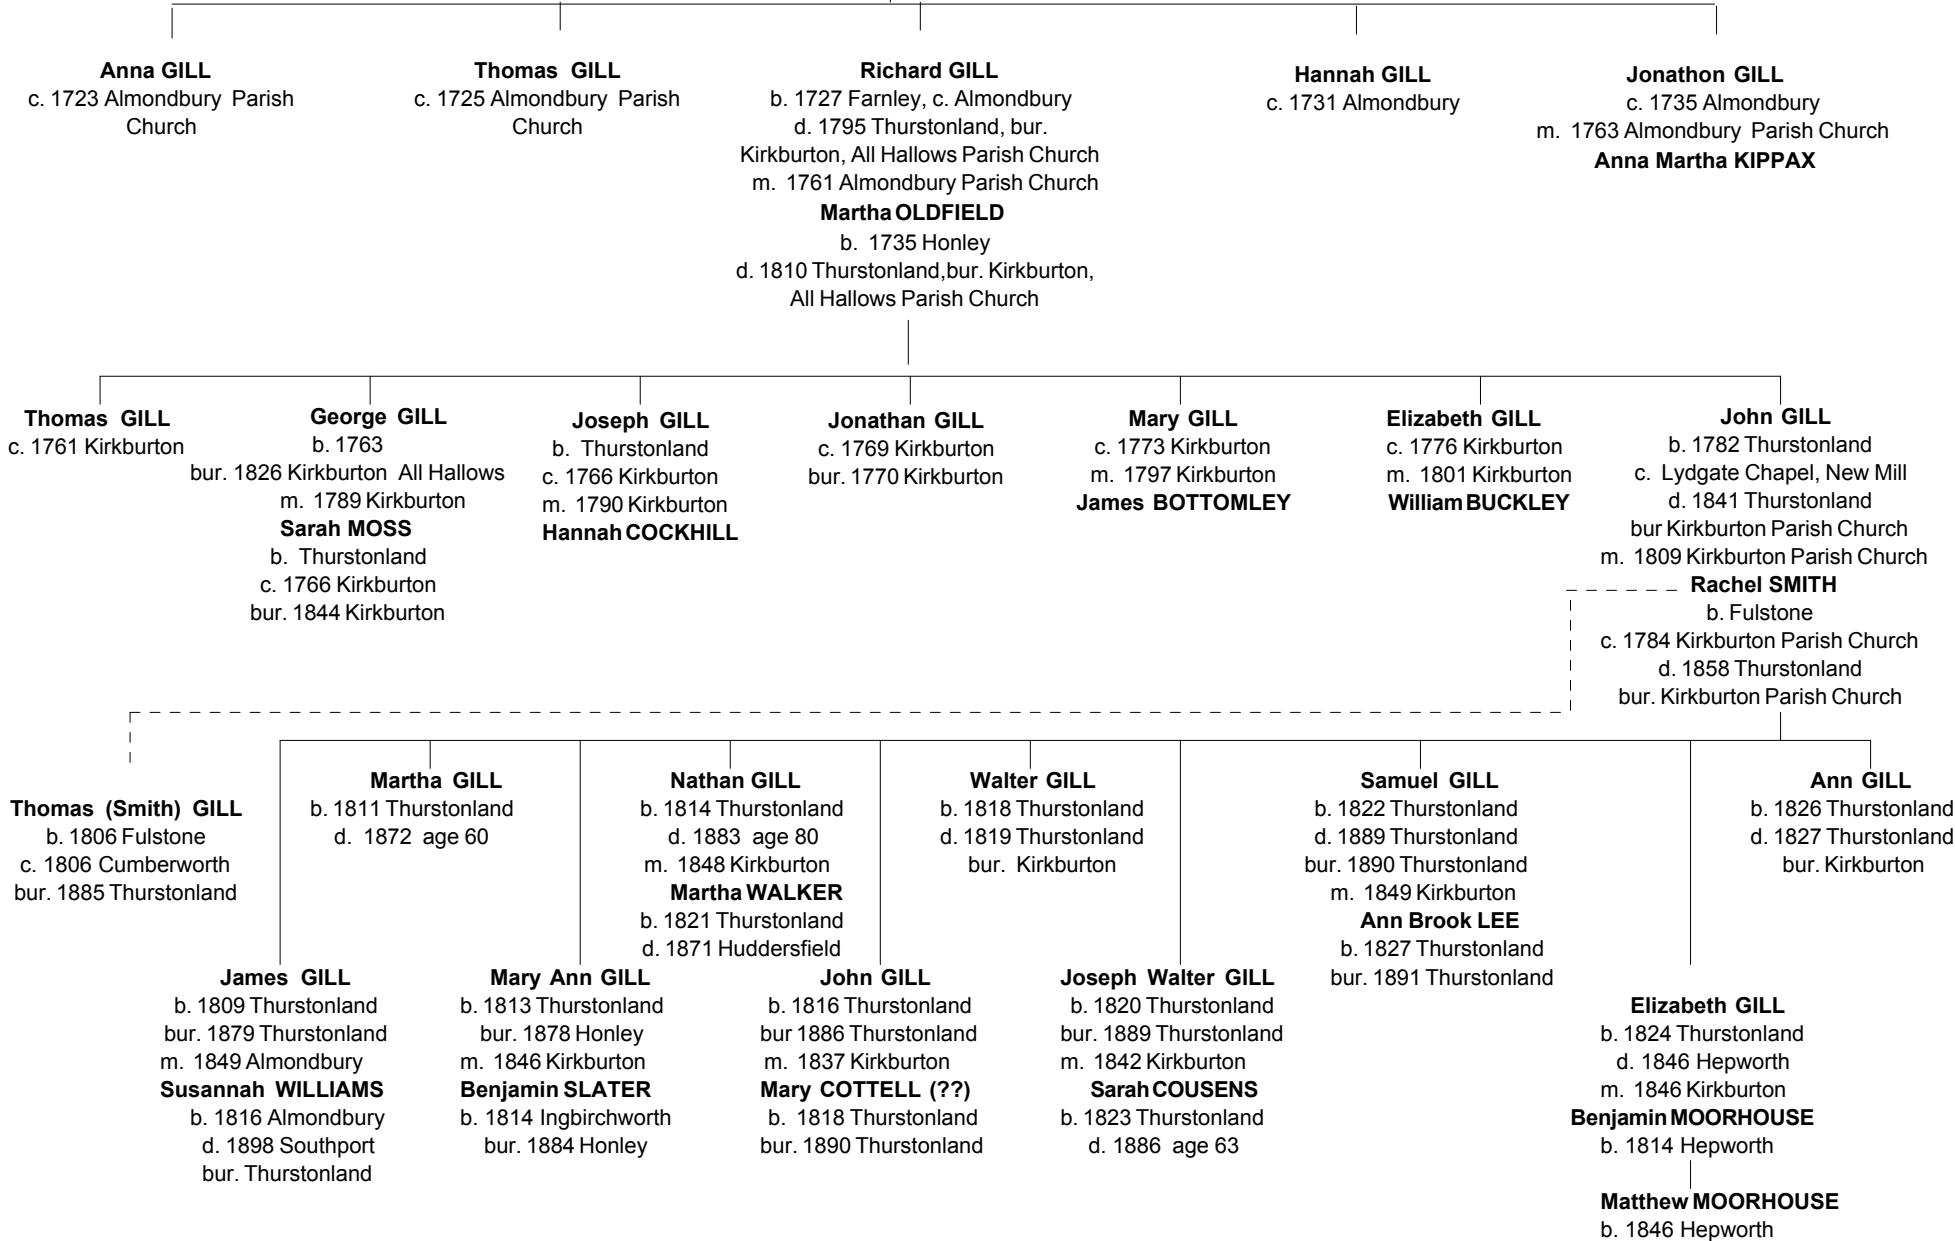 Anna GILL
c. 1723 Almondbury Parish
Church
Thomas GILL
c. 1725 Almondbury Parish
Church
Richard GILL
b. 1727 Farnley, c. Almondbury
d. 1795 Thurstonland, bur.
Kirkburton, All Hallows Parish Church
m. 1761 Almondbury Parish Church
Martha OLDFIELD
b. 1735 Honley
d. 1810 Thurstonland,bur. Kirkburton,
All Hallows Parish Church
Hannah GILL
c. 1731 Almondbury
Jonathon GILL
c. 1735 Almondbury
m. 1763 Almondbury Parish Church
Anna Martha KIPPAX
Thomas GILL
c. 1761 Kirkburton
George GILL
b. 1763
bur. 1826 Kirkburton All Hallows
m. 1789 Kirkburton
Sarah MOSS
b. Thurstonland
c. 1766 Kirkburton
bur. 1844 Kirkburton
Joseph GILL
b. Thurstonland
c. 1766 Kirkburton
m. 1790 Kirkburton
Hannah COCKHILL
Jonathan GILL
c. 1769 Kirkburton
bur. 1770 Kirkburton
Mary GILL
c. 1773 Kirkburton
m. 1797 Kirkburton
James BOTTOMLEY
Elizabeth GILL
c. 1776 Kirkburton
m. 1801 Kirkburton
William BUCKLEY
John GILL
b. 1782 Thurstonland
c. Lydgate Chapel, New Mill
d. 1841 Thurstonland
bur Kirkburton Parish Church
m. 1809 Kirkburton Parish Church
Rachel SMITH
b. Fulstone
c. 1784 Kirkburton Parish Church
d. 1858 Thurstonland
bur. Kirkburton Parish Church
Thomas (Smith) GILL
b. 1806 Fulstone
c. 1806 Cumberworth
bur. 1885 Thurstonland
Martha GILL
b. 1811 Thurstonland
d. 1872 age 60
Nathan GILL
b. 1814 Thurstonland
d. 1883 age 80
m. 1848 Kirkburton
Martha WALKER
b. 1821 Thurstonland
d. 1871 Huddersfield
Walter GILL
b. 1818 Thurstonland
d. 1819 Thurstonland
bur. Kirkburton
Samuel GILL
b. 1822 Thurstonland
d. 1889 Thurstonland
bur. 1890 Thurstonland
m. 1849 Kirkburton
Ann Brook LEE
b. 1827 Thurstonland
bur. 1891 Thurstonland
Ann GILL
b. 1826 Thurstonland
d. 1827 Thurstonland
bur. Kirkburton
James GILL
b. 1809 Thurstonland
bur. 1879 Thurstonland
m. 1849 Almondbury
Susannah WILLIAMS
b. 1816 Almondbury
d. 1898 Southport
bur. Thurstonland
Mary Ann GILL
b. 1813 Thurstonland
bur. 1878 Honley
m. 1846 Kirkburton
Benjamin SLATER
b. 1814 Ingbirchworth
bur. 1884 Honley
John GILL
b. 1816 Thurstonland
bur 1886 Thurstonland
m. 1837 Kirkburton
Mary COTTELL (??)
b. 1818 Thurstonland
bur. 1890 Thurstonland
Joseph Walter GILL
b. 1820 Thurstonland
bur. 1889 Thurstonland
m. 1842 Kirkburton
Sarah COUSENS
b. 1823 Thurstonland
d. 1886 age 63
Elizabeth GILL
b. 1824 Thurstonland
d. 1846 Hepworth
m. 1846 Kirkburton
Benjamin MOORHOUSE
b. 1814 Hepworth
Matthew MOORHOUSE
b. 1846 Hepworth